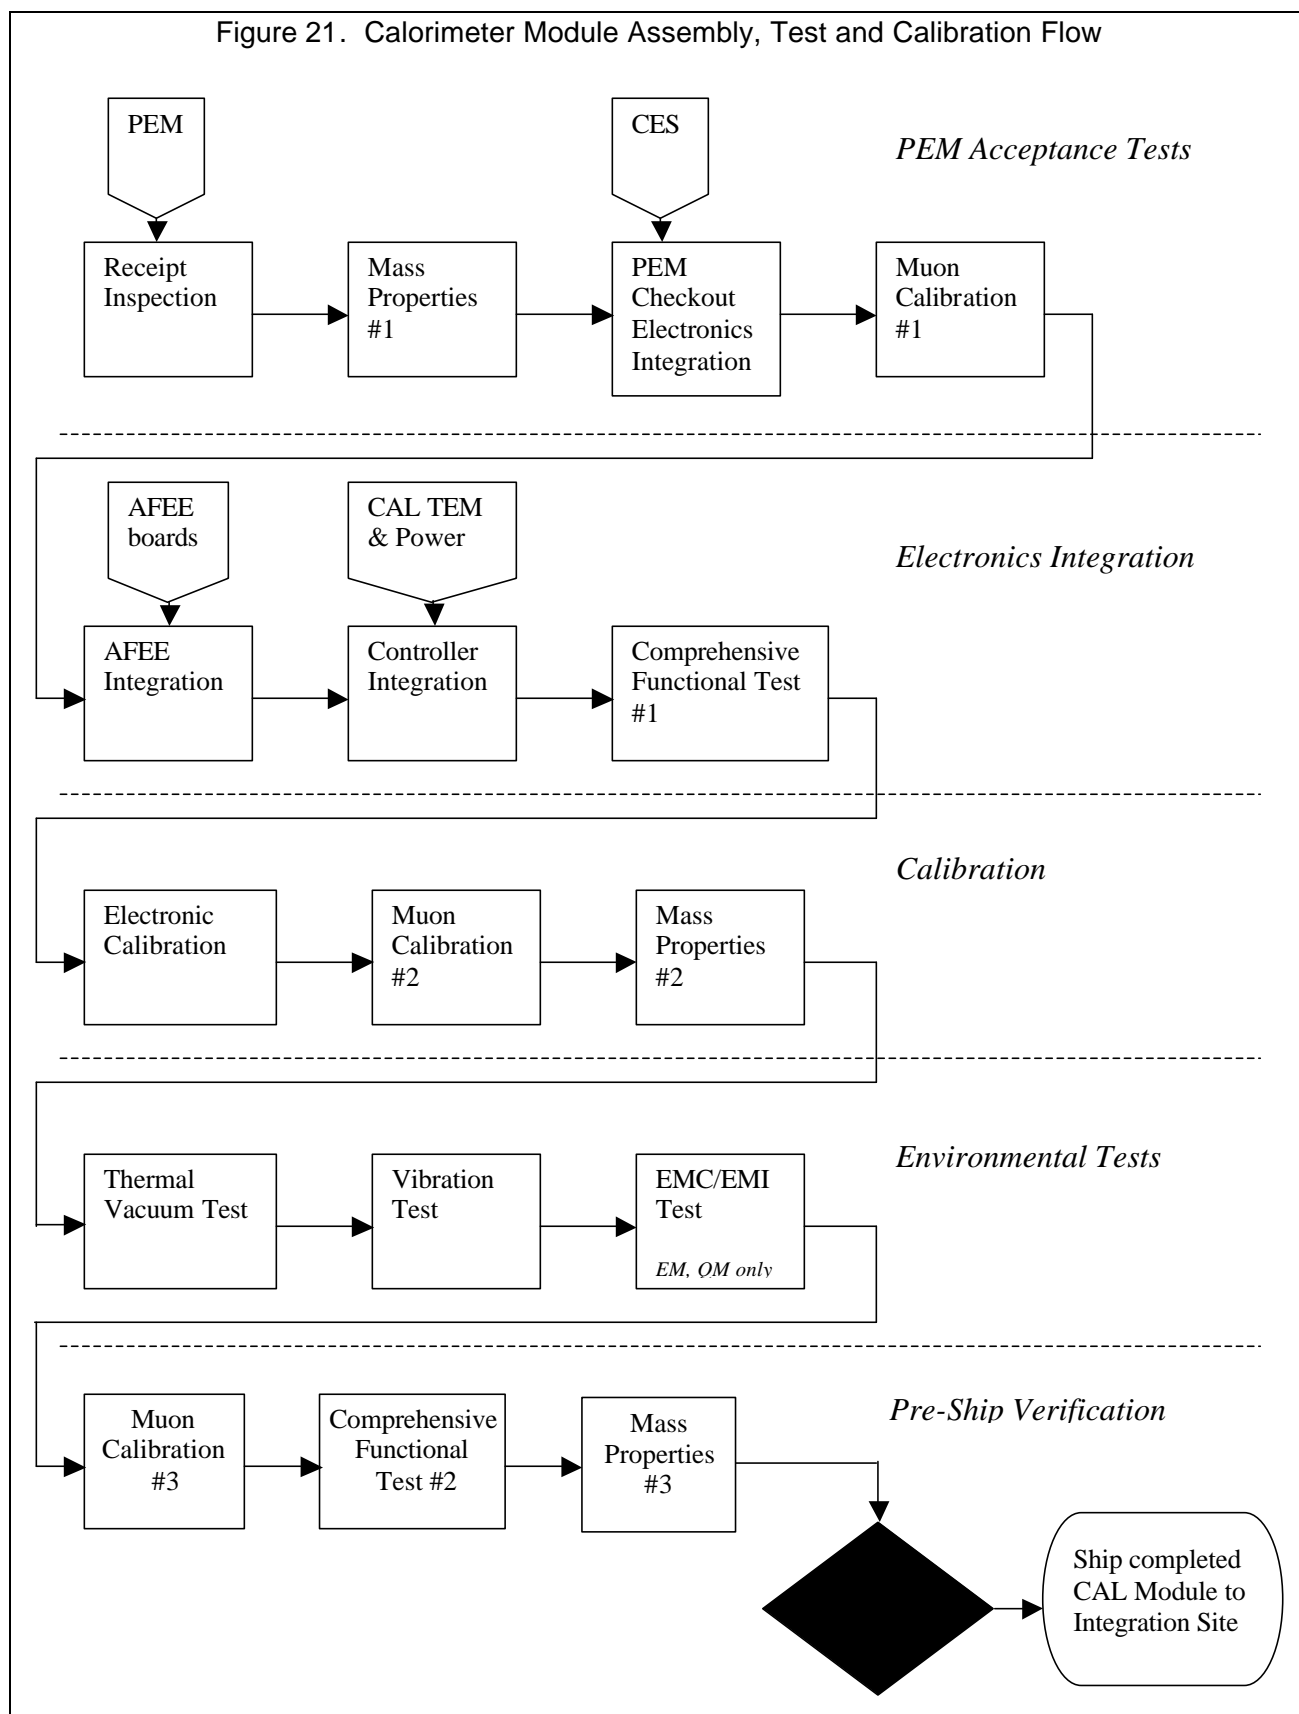 Figure 21. Calorimeter Module Assembly, Test and Calibration Flow
PEM
CES
PEM Acceptance Tests
Receipt
Inspection
Mass
Properties
#1
PEM
Checkout
Electronics
Integration
Muon
Calibration
#1
AFEE
boards
CAL TEM
& Power
Electronics Integration
AFEE
Integration
Controller
Integration
Comprehensive
Functional Test
#1
Calibration
Electronic
Calibration
Muon
Calibration
#2
Mass
Properties
#2
Environmental Tests
Thermal
Vacuum Test
Vibration
Test
EMC/EMI
Test
EM, QM only
Pre-Ship Verification
Muon
Calibration
#3
Comprehensive
Functional
Test #2
Mass
Properties
#3
Ship completed
CAL Module to
Integration Site